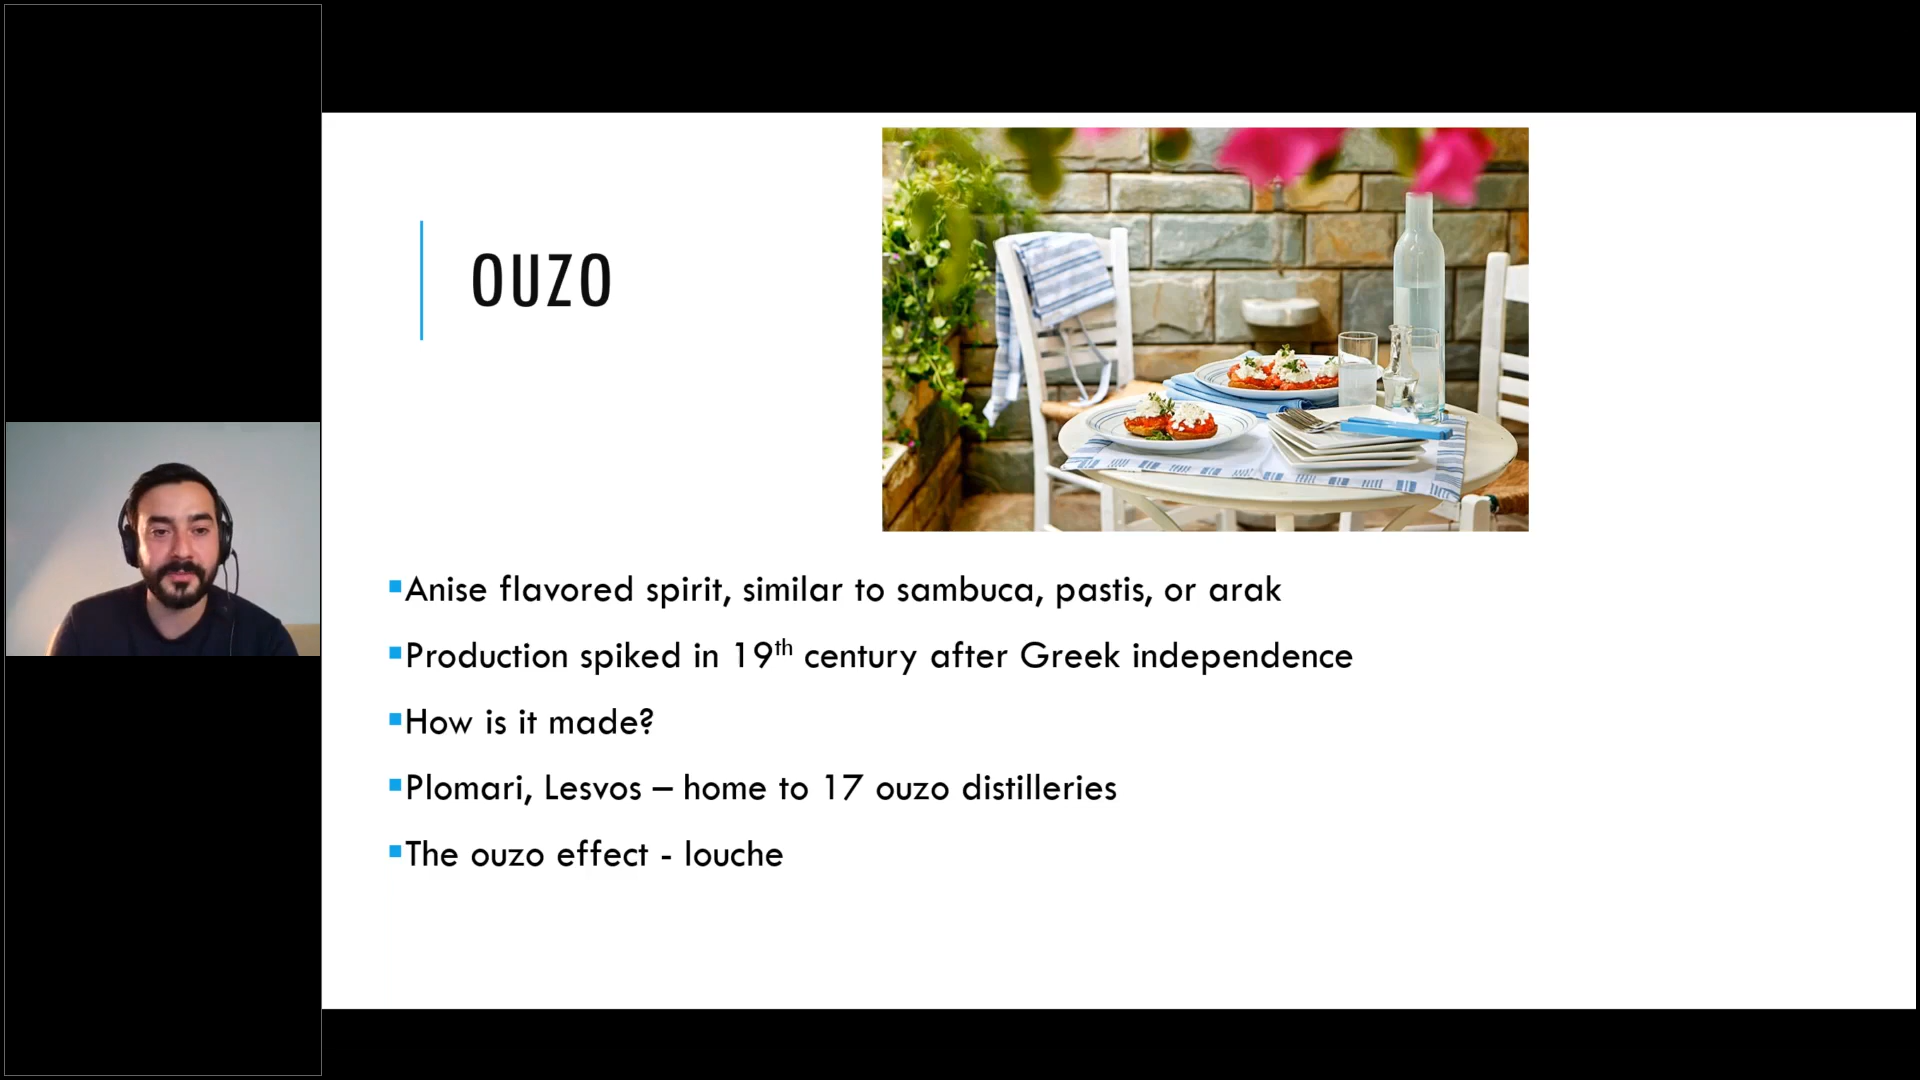 OUZO
Anise flavored spirit, similar to sambuca, pastis, or arak
Production spiked in 19th century after Greek independence
How is it made?
Plomari, Lesvos – home to 17 ouzo distilleries
The ouzo effect - louche